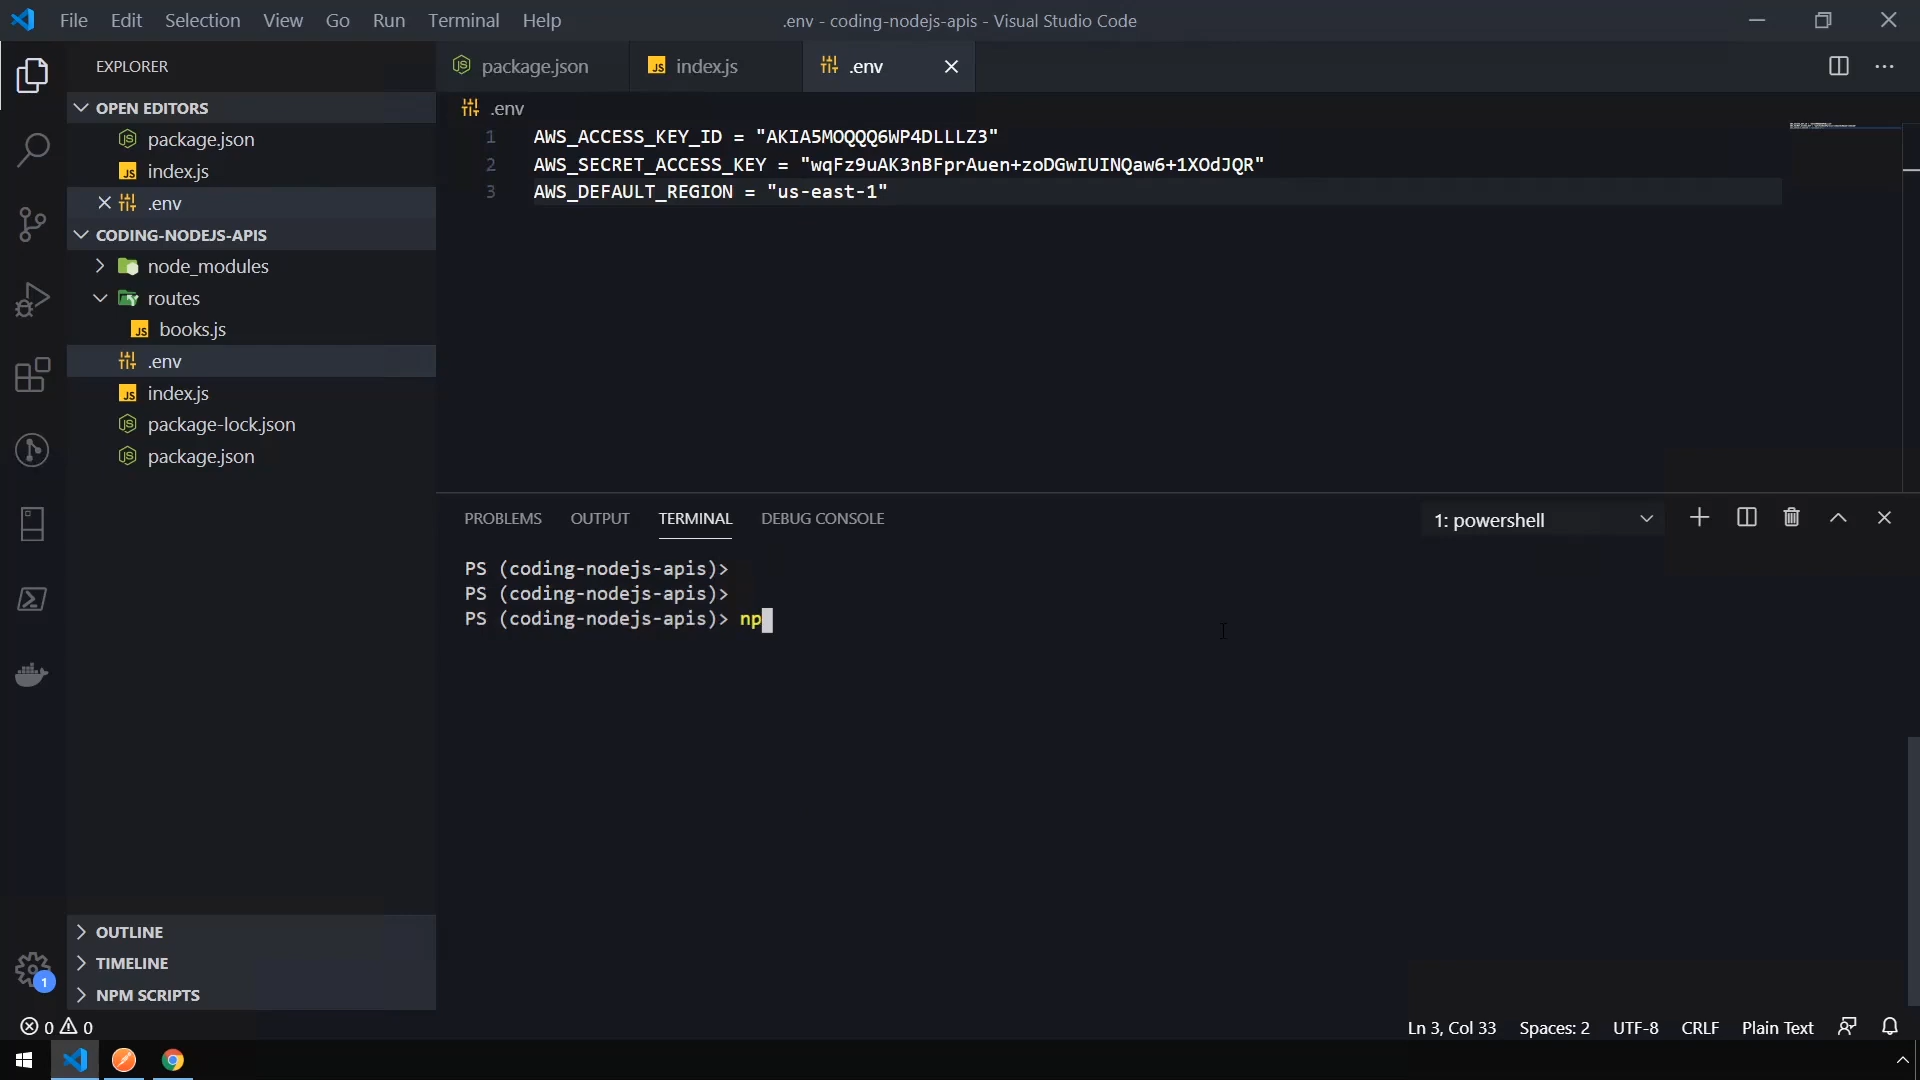 File Edit Selection View Go Run Terminal Help
.env - coding-nodejs-apis - Visual Studio Code
EXPLORER
OPEN EDITORS
package.json
index.js
.env
CODING-NODEJS-APIS
node_modules
routes
books.js
.env
index.js
package-lock.json
package.json
OUTLINE
TIMELINE
NPM SCRIPTS
package.json
index.js
.env
.env
1 AWS_ACCESS_KEY_ID = "AKIA5MOQQQ6WP4DLLLZ3"
2 AWS_SECRET_ACCESS_KEY = "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"
3 AWS_DEFAULT_REGION = "us-east-1"
PROBLEMS OUTPUT TERMINAL DEBUG CONSOLE
1: powershell
PS (coding-nodejs-apis)>
PS (coding-nodejs-apis)>
PS (coding-nodejs-apis)> np
1
0 0
Ln 3, Col 33 Spaces: 2 UTF-8 CRLF Plain Text